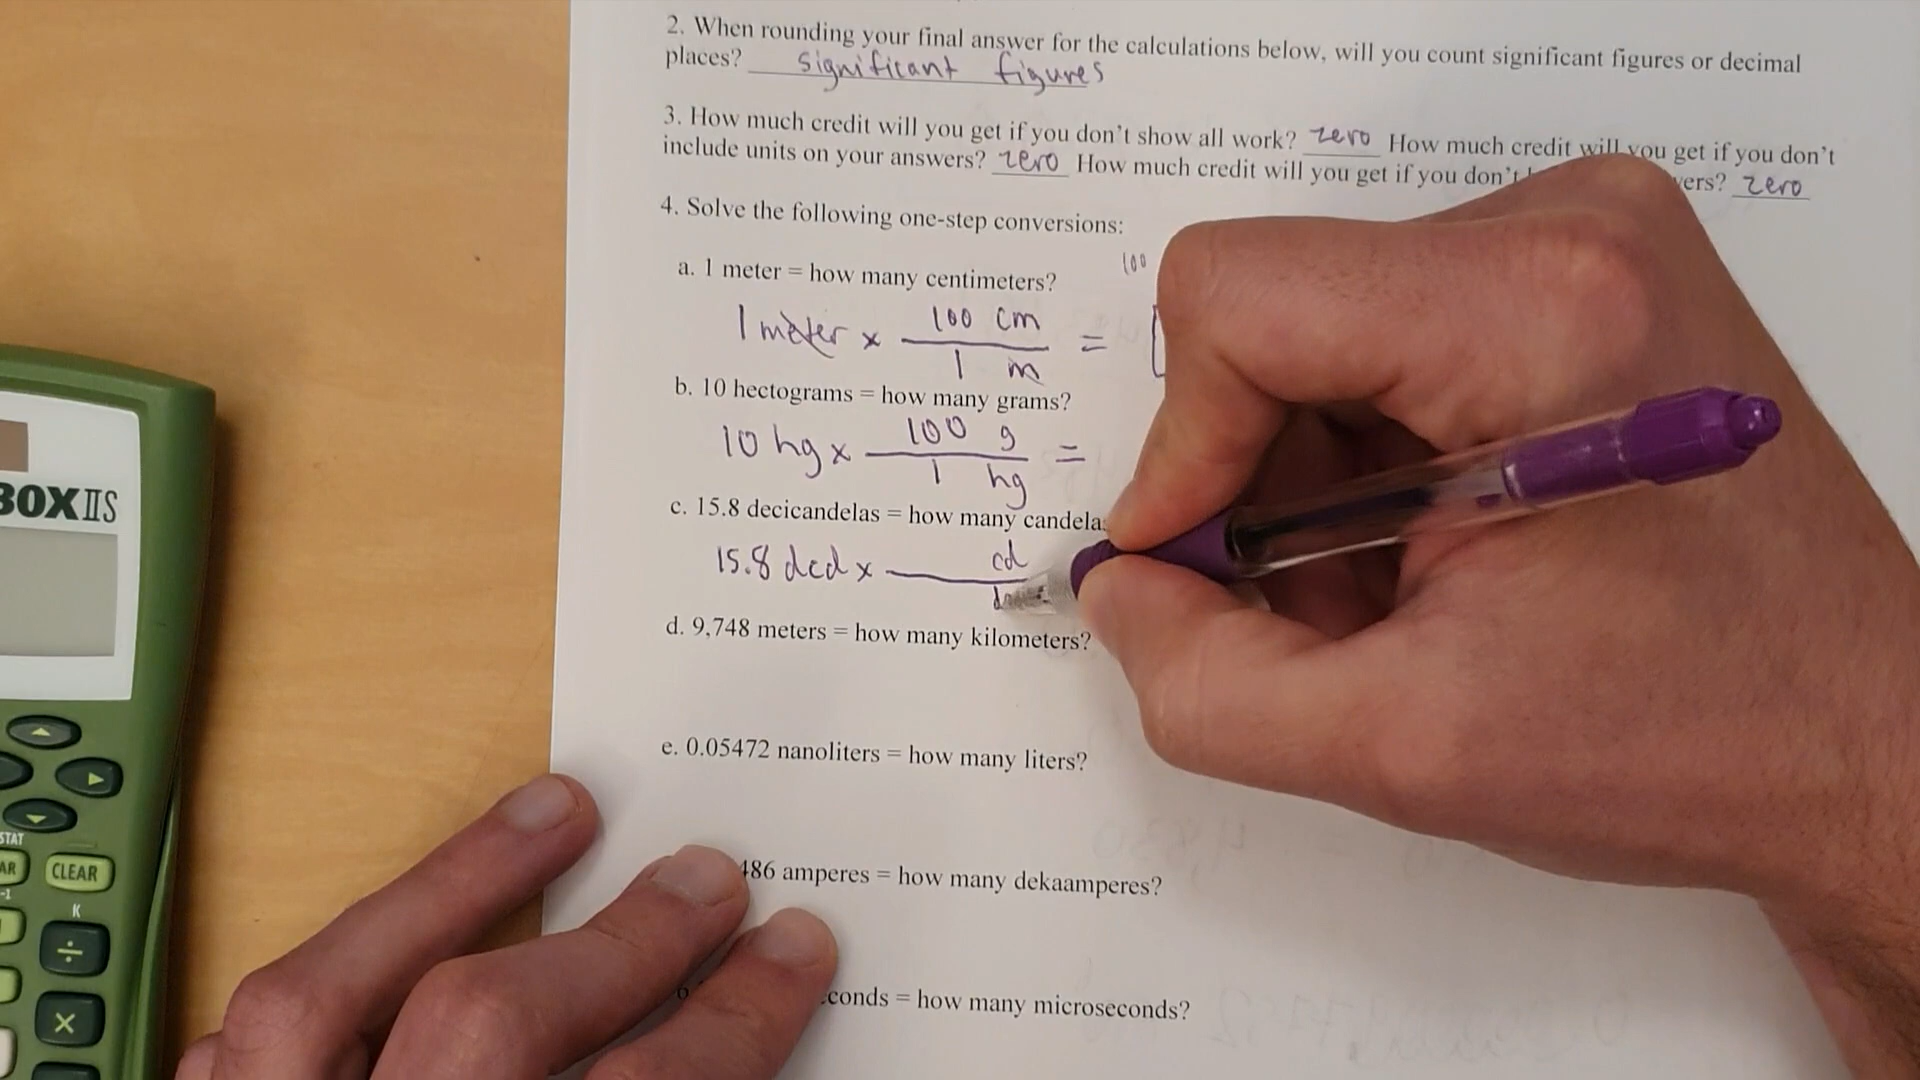 2. When rounding your final answer for the calculations below, will you count significant figures or decimal
places? significant figures
3. How much credit will you get if you don't show all work? zero How much credit will you get if you don't
include units on your answers? zero How much credit will you get if you don't zero
4. Solve the following one-step conversions:
a. 1 meter = how many centimeters? 100
1 meter x 100 cm =
1 m
b. 10 hectograms = how many grams?
10 hg x 100 g =
1 hg
c. 15.8 decicandelas = how many candela
15.8 dcd x cd
d. 9,748 meters = how many kilometers?
e. 0.05472 nanoliters = how many liters?
486 amperes = how many dekaamperes?
conds = how many microseconds?
BOX IIS
STAT
CLEAR
K
÷
×